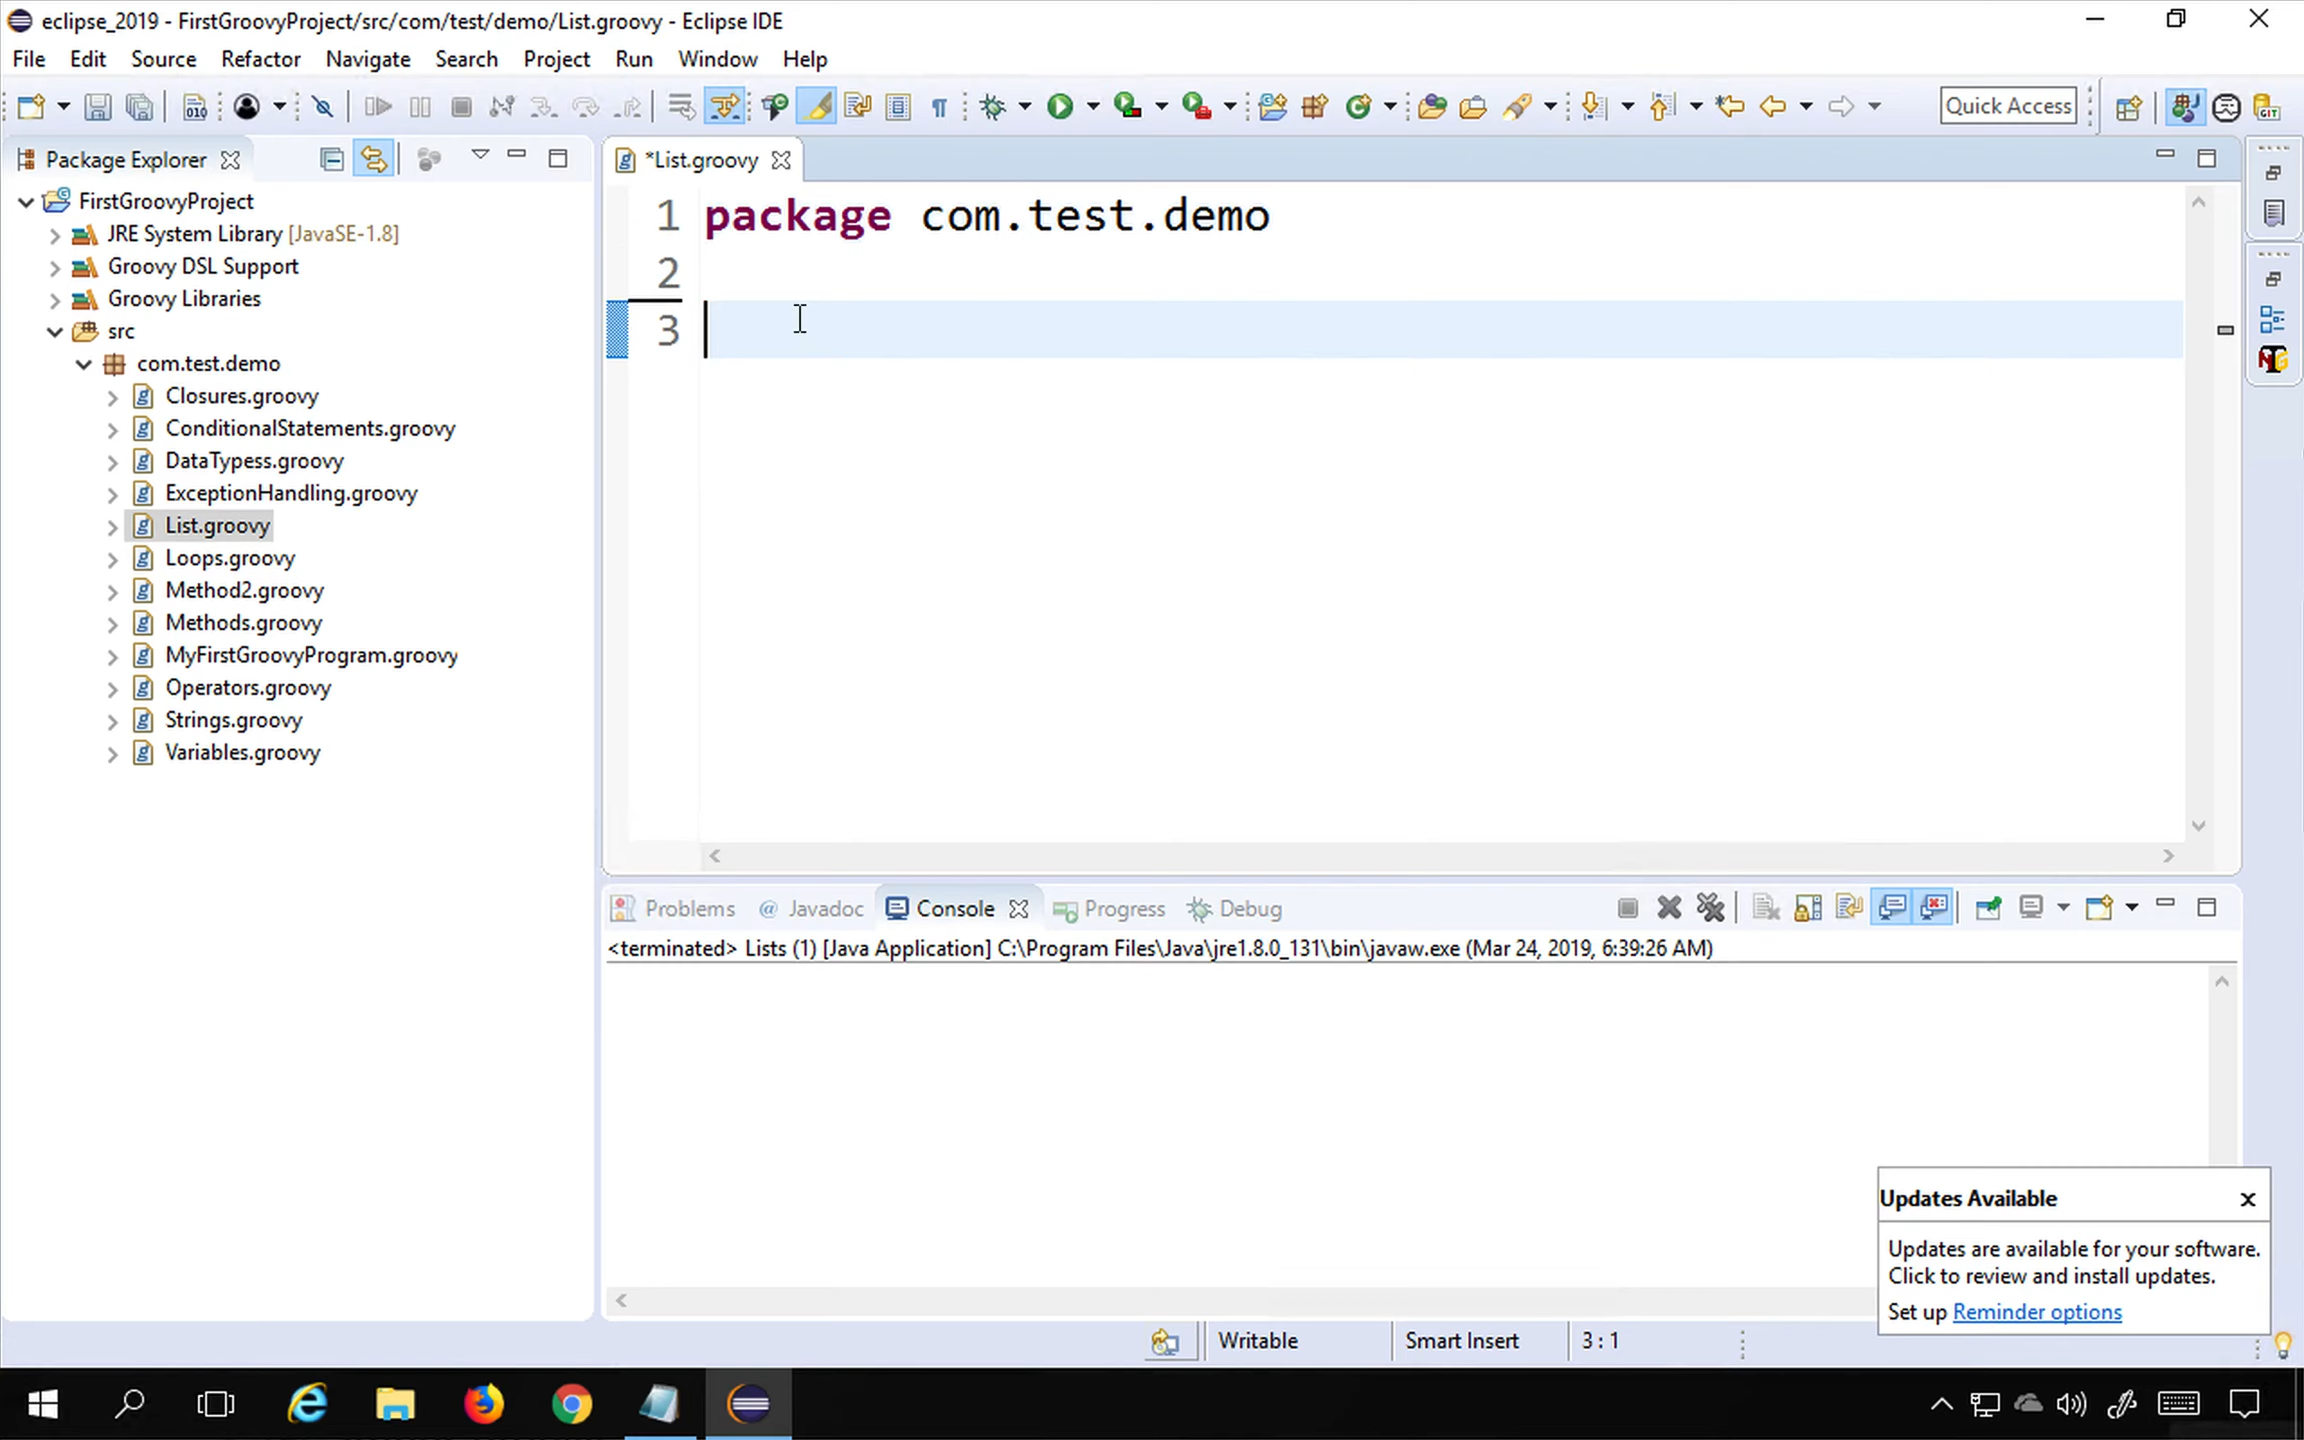 eclipse_2019 - FirstGroovyProject/src/com/test/demo/List.groovy - Eclipse IDE
File Edit Source Refactor Navigate Search Project Run Window Help
Quick Access
Package Explorer
*List.groovy
FirstGroovyProject
JRE System Library [JavaSE-1.8]
Groovy DSL Support
Groovy Libraries
src
com.test.demo
Closures.groovy
ConditionalStatements.groovy
DataTypess.groovy
ExceptionHandling.groovy
List.groovy
Loops.groovy
Method2.groovy
Methods.groovy
MyFirstGroovyProgram.groovy
Operators.groovy
Strings.groovy
Variables.groovy
1 package com.test.demo
2
3
Problems @ Javadoc Console Progress Debug
<terminated> Lists (1) [Java Application] C:\Program Files\Java\jre1.8.0_131\bin\javaw.exe (Mar 24, 2019, 6:39:26 AM)
Updates Available
Updates are available for your software.
Click to review and install updates.
Set up Reminder options
Writable Smart Insert 3 : 1